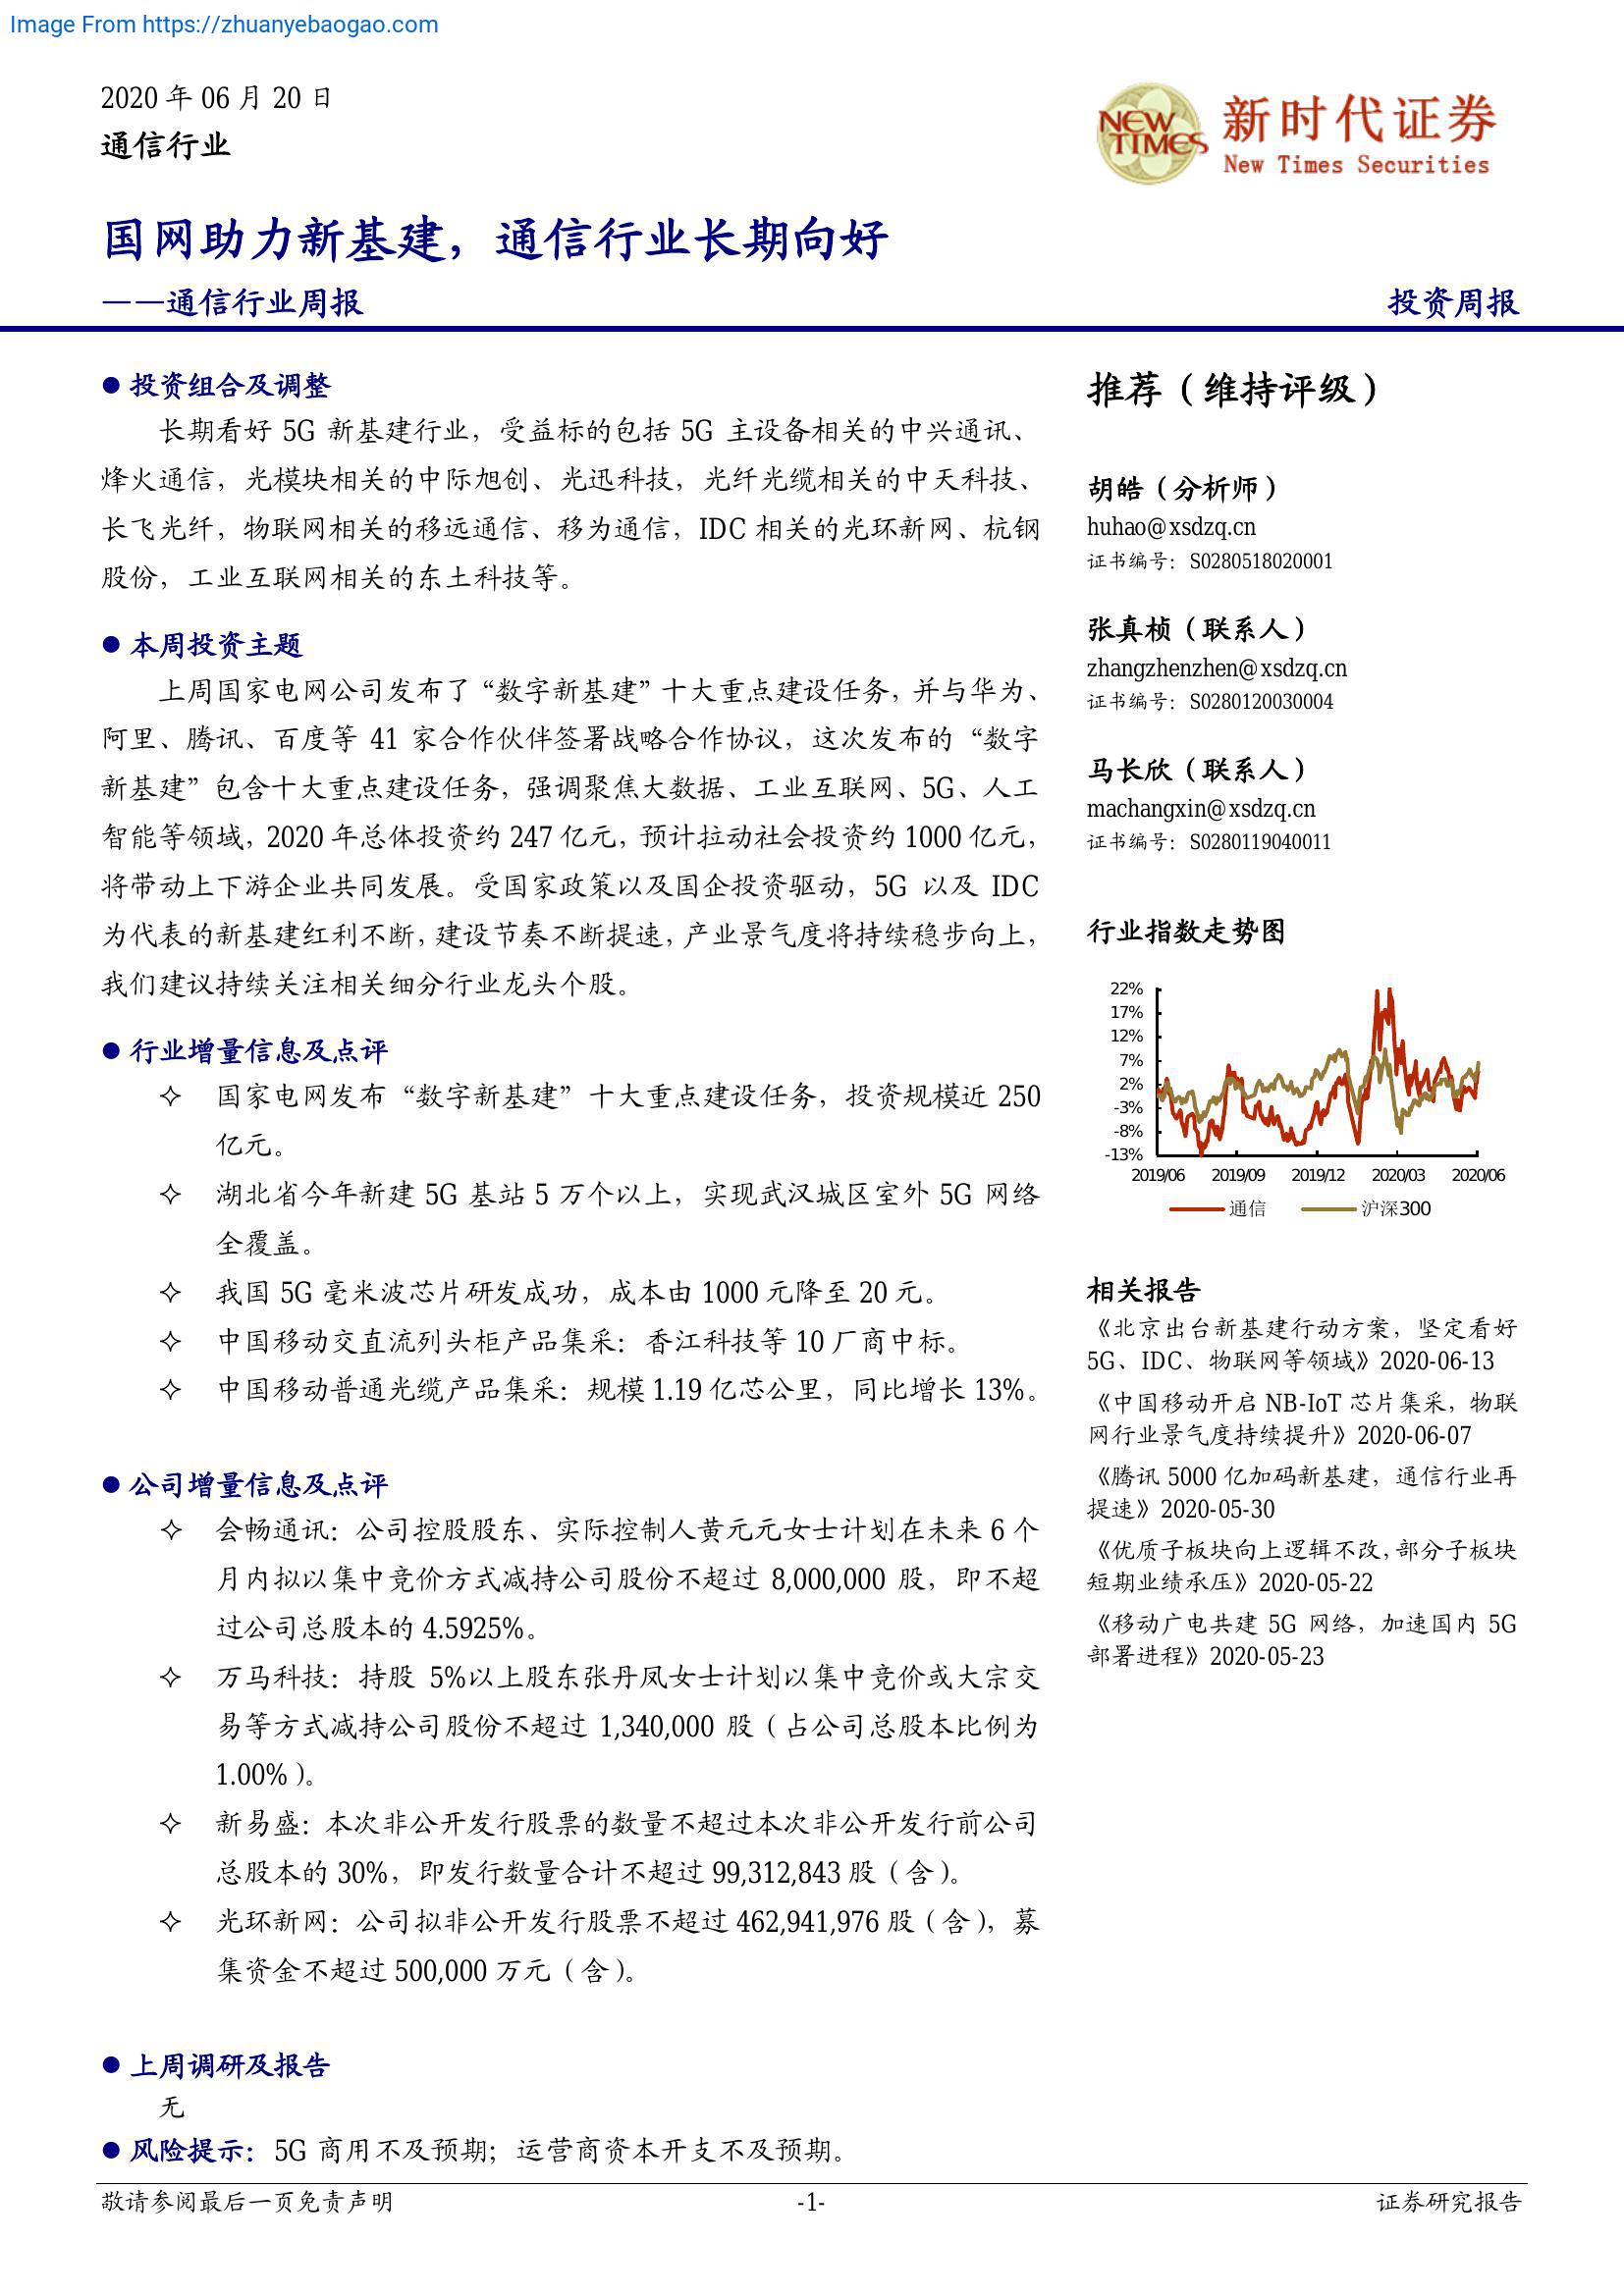 Image From https://zhuanyebaogao.com
2020 年 06 月 20 日
通信行业
NEW TIMES
新时代证券
New Times Securities
国网助力新基建，通信行业长期向好
——通信行业周报
投资周报
●投资组合及调整
长期看好 5G 新基建行业，受益标的包括 5G 主设备相关的中兴通讯、
烽火通信，光模块相关的中际旭创、光迅科技，光纤光缆相关的中天科技、
长飞光纤，物联网相关的移远通信、移为通信，IDC 相关的光环新网、杭钢
股份，工业互联网相关的东土科技等。
●本周投资主题
上周国家电网公司发布了“数字新基建”十大重点建设任务，并与华为、
阿里、腾讯、百度等 41 家合作伙伴签署战略合作协议，这次发布的“数字
新基建”包含十大重点建设任务，强调聚焦大数据、工业互联网、5G、人工
智能等领域，2020 年总体投资约 247 亿元，预计拉动社会投资约 1000 亿元，
将带动上下游企业共同发展。受国家政策以及国企投资驱动，5G 以及 IDC
为代表的新基建红利不断，建设节奏不断提速，产业景气度将持续稳步向上，
我们建议持续关注相关细分行业龙头个股。
●行业增量信息及点评
✧ 国家电网发布“数字新基建”十大重点建设任务，投资规模近 250
亿元。
✧ 湖北省今年新建 5G 基站 5 万个以上，实现武汉城区室外 5G 网络
全覆盖。
✧ 我国 5G 毫米波芯片研发成功，成本由 1000 元降至 20 元。
✧ 中国移动交直流列头柜产品集采：香江科技等 10 厂商中标。
✧ 中国移动普通光缆产品集采：规模 1.19 亿芯公里，同比增长 13%。
●公司增量信息及点评
✧ 会畅通讯：公司控股股东、实际控制人黄元元女士计划在未来 6 个
月内拟以集中竞价方式减持公司股份不超过 8,000,000 股，即不超
过公司总股本的 4.5925%。
✧ 万马科技：持股 5%以上股东张丹凤女士计划以集中竞价或大宗交
易等方式减持公司股份不超过 1,340,000 股（占公司总股本比例为
1.00%）。
✧ 新易盛：本次非公开发行股票的数量不超过本次非公开发行前公司
总股本的 30%，即发行数量合计不超过 99,312,843 股（含）。
✧ 光环新网：公司拟非公开发行股票不超过 462,941,976 股（含），募
集资金不超过 500,000 万元（含）。
●上周调研及报告
无
●风险提示：5G 商用不及预期；运营商资本开支不及预期。
推荐（维持评级）
胡皓（分析师）
huhao@xsdzq.cn
证书编号：S0280518020001
张真桢（联系人）
zhangzhenzhen@xsdzq.cn
证书编号：S0280120030004
马长欣（联系人）
machangxin@xsdzq.cn
证书编号：S0280119040011
行业指数走势图
22%
17%
12%
7%
2%
-3%
-8%
-13%
2019/06 2019/09 2019/12 2020/03 2020/06
通信 沪深300
相关报告
《北京出台新基建行动方案，坚定看好
5G、IDC、物联网等领域》2020-06-13
《中国移动开启 NB-IoT 芯片集采，物联
网行业景气度持续提升》2020-06-07
《腾讯 5000 亿加码新基建，通信行业再
提速》2020-05-30
《优质子板块向上逻辑不改，部分子板块
短期业绩承压》2020-05-22
《移动广电共建 5G 网络，加速国内 5G
部署进程》2020-05-23
敬请参阅最后一页免责声明 -1- 证券研究报告